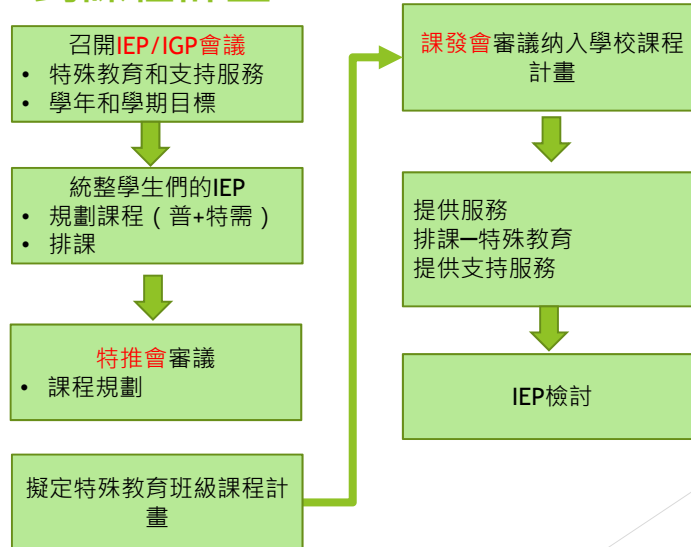 召開IEP/IGP會議
• 特殊教育和支持服務
• 學年和學期目標
統整學生們的IEP
• 規劃課程（普+特需）
• 排課
特推會審議
• 課程規劃
擬定特殊教育班級課程計
畫
課發會審議纳入學校課程
計畫
提供服務
排課─特殊教育
提供支持服務
IEP檢討